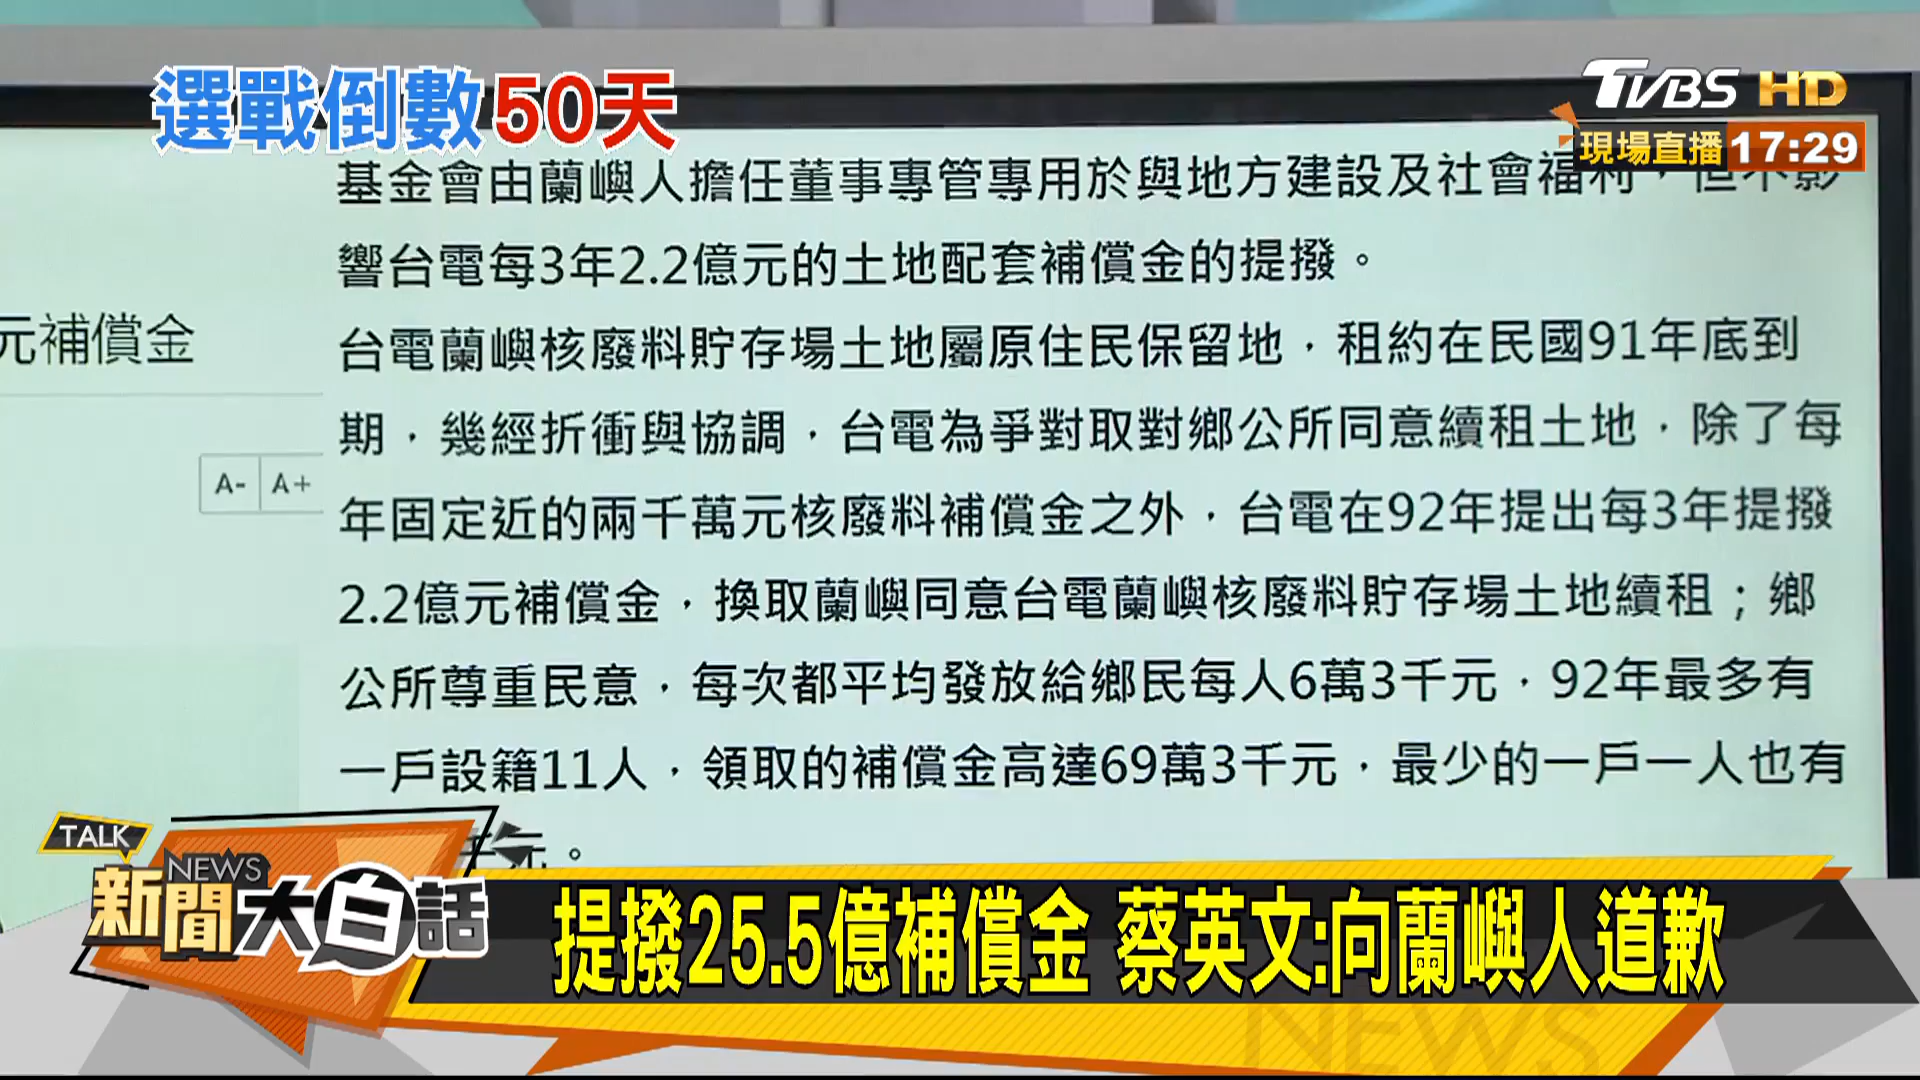 選戰倒數50天
TVBS HD
現場直播 17:29
基金會由蘭嶼人擔任董事專管專用於與地方建設及社會福利，但不影
響台電每3年2.2億元的土地配套補償金的提撥。
元補償金
台電蘭嶼核廢料貯存場土地屬原住民保留地，租約在民國91年底到
期，幾經折衝與協調，台電為爭對取對鄉公所同意續租土地，除了每
A- A+
年固定近的兩千萬元核廢料補償金之外，台電在92年提出每3年提撥
2.2億元補償金，換取蘭嶼同意台電蘭嶼核廢料貯存場土地續租；鄉
公所尊重民意，每次都平均發放給鄉民每人6萬3千元，92年最多有
一戶設籍11人，領取的補償金高達69萬3千元，最少的一戶一人也有
千元。
TALK
NEWS
新聞大白話
提撥25.5億補償金 蔡英文:向蘭嶼人道歉
NEWS